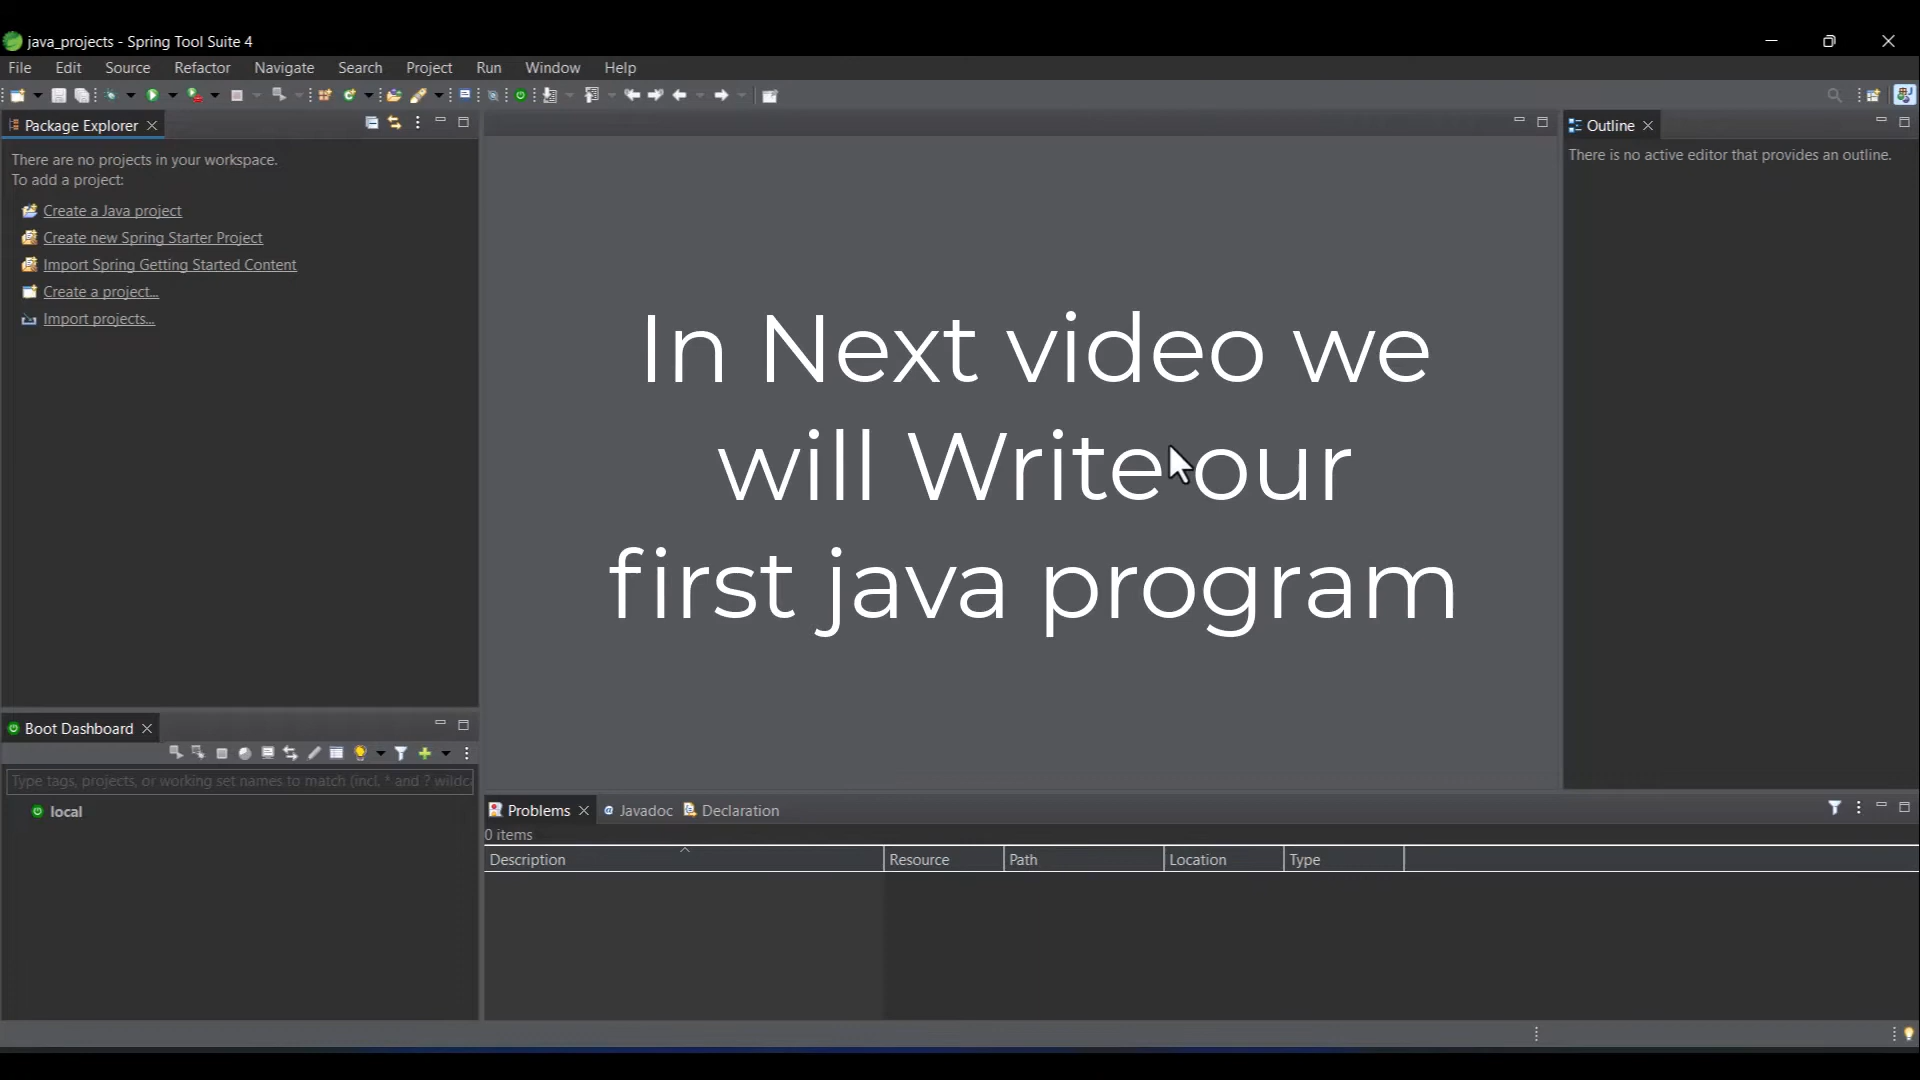 java_projects - Spring Tool Suite 4
File Edit Source Refactor Navigate Search Project Run Window Help
Package Explorer
There are no projects in your workspace.
To add a project:
Create a Java project
Create new Spring Starter Project
Import Spring Getting Started Content
Create a project...
Import projects...
In Next video we
will Write our
first java program
Outline
There is no active editor that provides an outline.
Boot Dashboard
Type tags, projects, or working set names to match (incl. * and ? wildc
local
Problems Javadoc Declaration
0 items
Description Resource Path Location Type